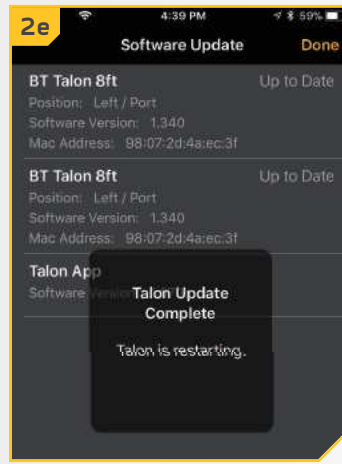 2e
4:39 PM 59%
Software Update Done
BT Talon 8ft Up to Date
Position: Left / Port
Software Version: 1.340
Mac Address: 98:07:2d:4a:ec:3f
BT Talon 8ft Up to Date
Position: Left / Port
Software Version: 1.340
Mac Address: 98:07:2d:4a:ec:3f
Talon App
Software
Talon Update
Complete
Talon is restarting.